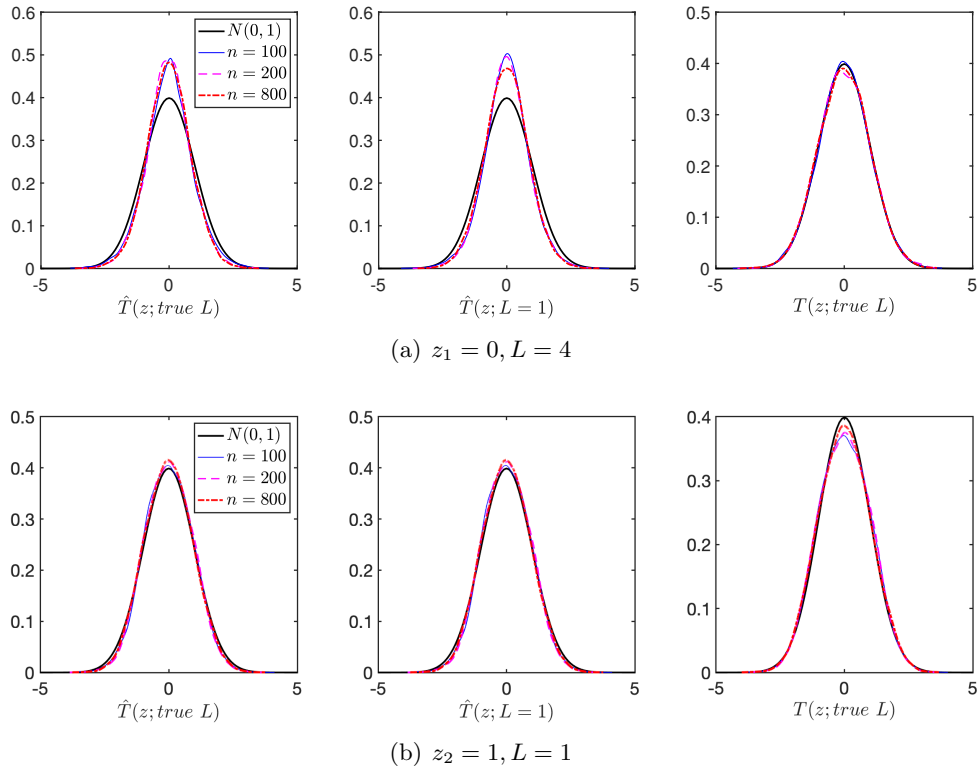 0.6
0.5
0.4
0.3
0.2
0.1
0
-5 0 5
N(0, 1)
n = 100
n = 200
n = 800
T̂(z; true L)
0.6
0.5
0.4
0.3
0.2
0.1
0
-5 0 5
T̂(z; L = 1)
0.5
0.4
0.3
0.2
0.1
0
-5 0 5
T(z; true L)
(a) z₁ = 0, L = 4
0.5
0.4
0.3
0.2
0.1
0
-5 0 5
N(0, 1)
n = 100
n = 200
n = 800
T̂(z; true L)
0.5
0.4
0.3
0.2
0.1
0
-5 0 5
T̂(z; L = 1)
0.4
0.3
0.2
0.1
0
-5 0 5
T(z; true L)
(b) z₂ = 1, L = 1